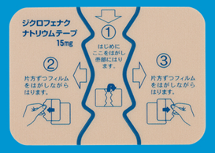 ジクロフェナク
ナトリウムテープ
15mg
①
はじめに
ここをはがし
患部にはり
ます。
②
片方ずつフィルム
をはがしながら
はります。
③
片方ずつフィルム
をはがしながら
はります。